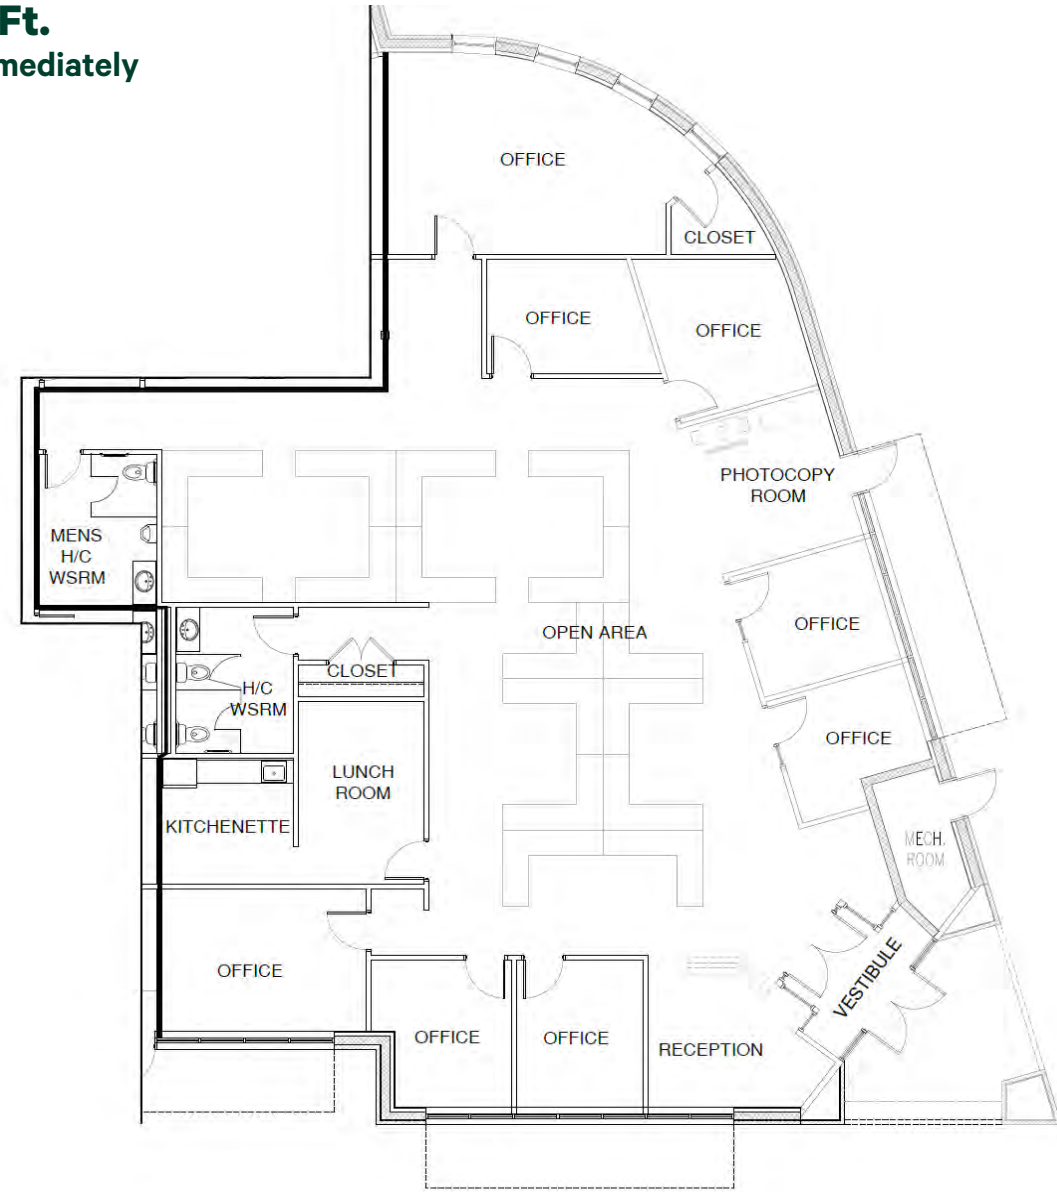 Ft.
mediately
OFFICE
CLOSET
OFFICE
OFFICE
PHOTOCOPY
ROOM
MENS
H/C
WSRM
OFFICE
OPEN AREA
CLOSET
H/C
WSRM
OFFICE
LUNCH
ROOM
KITCHENETTE
MECH.
ROOM
OFFICE
VESTIBULE
OFFICE
OFFICE
RECEPTION